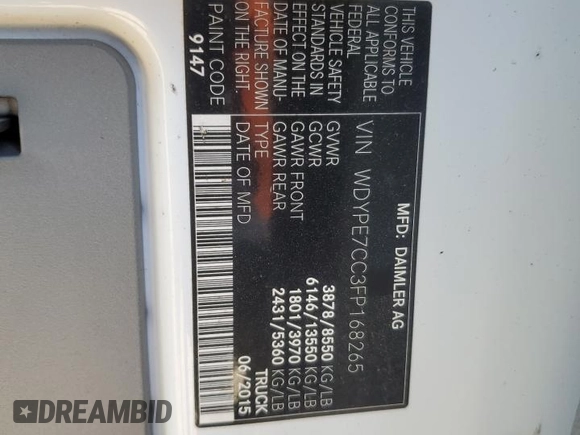 MFD: DAIMLER AG
VIN WDYPE7CC3FP168265
THIS VEHICLE
CONFORMS TO
ALL APPLICABLE
FEDERAL
VEHICLE SAFETY
STANDARDS IN
EFFECT ON THE
DATE OF MANU-
FACTURE SHOWN
ON THE RIGHT.
GVWR 3878/8550 KG/LB
GCWR 6146/13550 KG/LB
GAWR FRONT 1801/3970 KG/LB
GAWR REAR 2431/5360 KG/LB
TYPE TRUCK
DATE OF MFD 06/2015
PAINT CODE
9147
DREAMBID